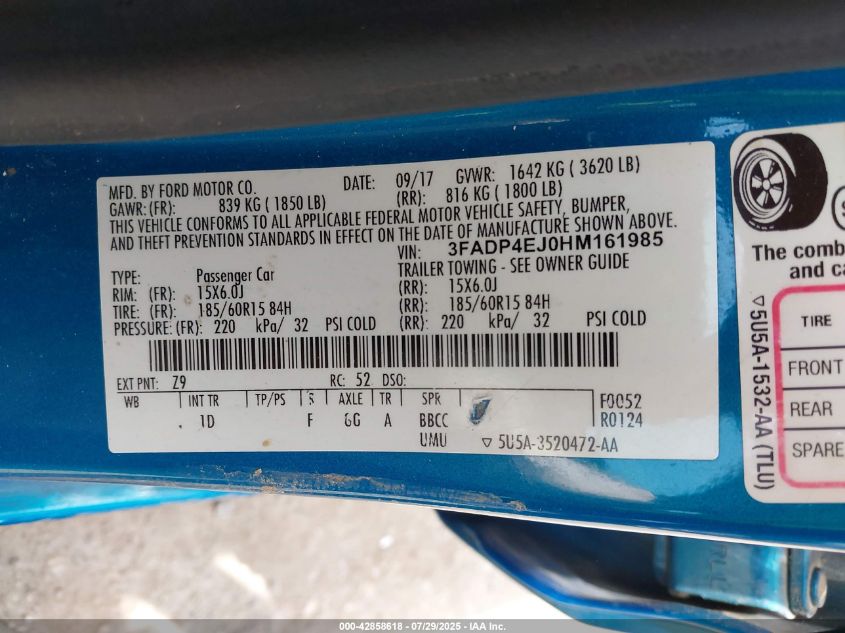 MFD. BY FORD MOTOR CO. DATE: 09/17 GVWR: 1642 KG ( 3620 LB)
GAWR: (FR): 839 KG ( 1850 LB) (RR): 816 KG ( 1800 LB)
THIS VEHICLE CONFORMS TO ALL APPLICABLE FEDERAL MOTOR VEHICLE SAFETY, BUMPER,
AND THEFT PREVENTION STANDARDS IN EFFECT ON THE DATE OF MANUFACTURE SHOWN ABOVE.
VIN: 3FADP4EJ0HM161985
TYPE: Passenger Car TRAILER TOWING - SEE OWNER GUIDE
RIM: (FR): 15X6.0J (RR): 15X6.0J
TIRE: (FR): 185/60R15 84H (RR): 185/60R15 84H
PRESSURE: (FR): 220 kPa/ 32 PSI COLD (RR): 220 kPa/ 32 PSI COLD
EXT PNT: Z9 RC: 52 DSO:
WB INT TR TP/PS R AXLE TR SPR F0052
1D F 6G A BBCC R0124
UMU ▽ 5U5A-3520472-AA
The comb
and ca
TIRE
FRONT
REAR
SPARE
▽5U5A-1532-AA (TLU)
000-42858618 - 07/29/2025 - IAA Inc.